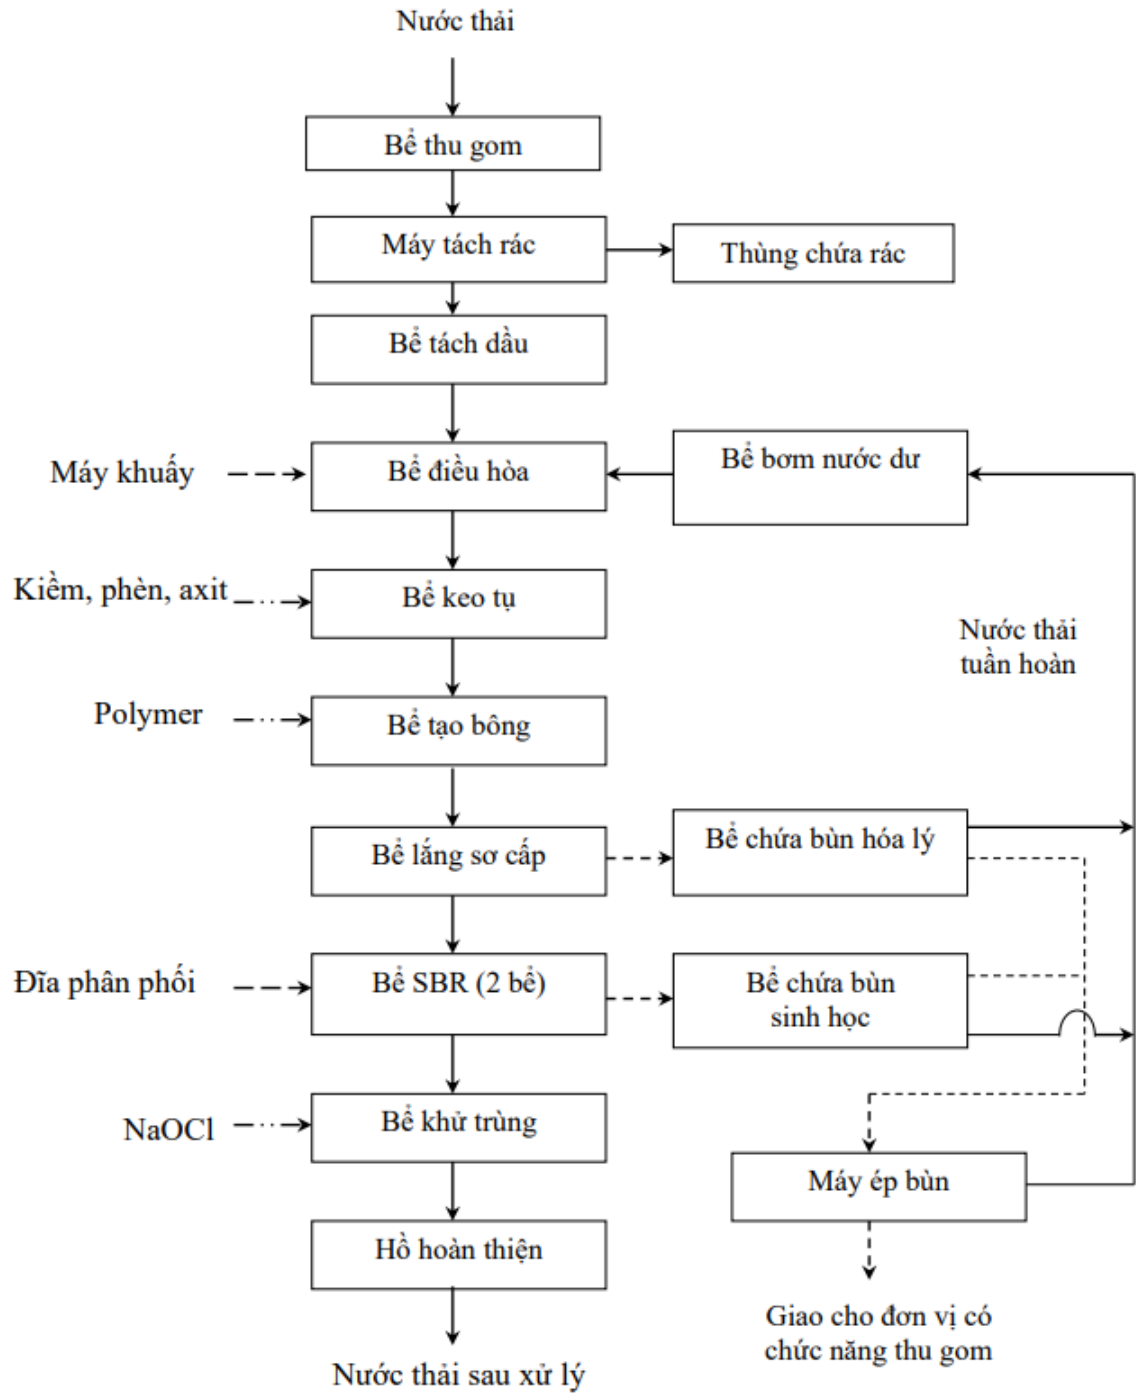 Nước thải
Bể thu gom
Máy tách rác
Thùng chứa rác
Bể tách dầu
Máy khuấy
Bể điều hòa
Bể bơm nước dư
Kiềm, phèn, axit
Bể keo tụ
Nước thải
tuần hoàn
Polymer
Bể tạo bông
Bể lắng sơ cấp
Bể chứa bùn hóa lý
Đĩa phân phối
Bể SBR (2 bể)
Bể chứa bùn
sinh học
NaOCl
Bể khử trùng
Máy ép bùn
Hồ hoàn thiện
Giao cho đơn vị có
chức năng thu gom
Nước thải sau xử lý